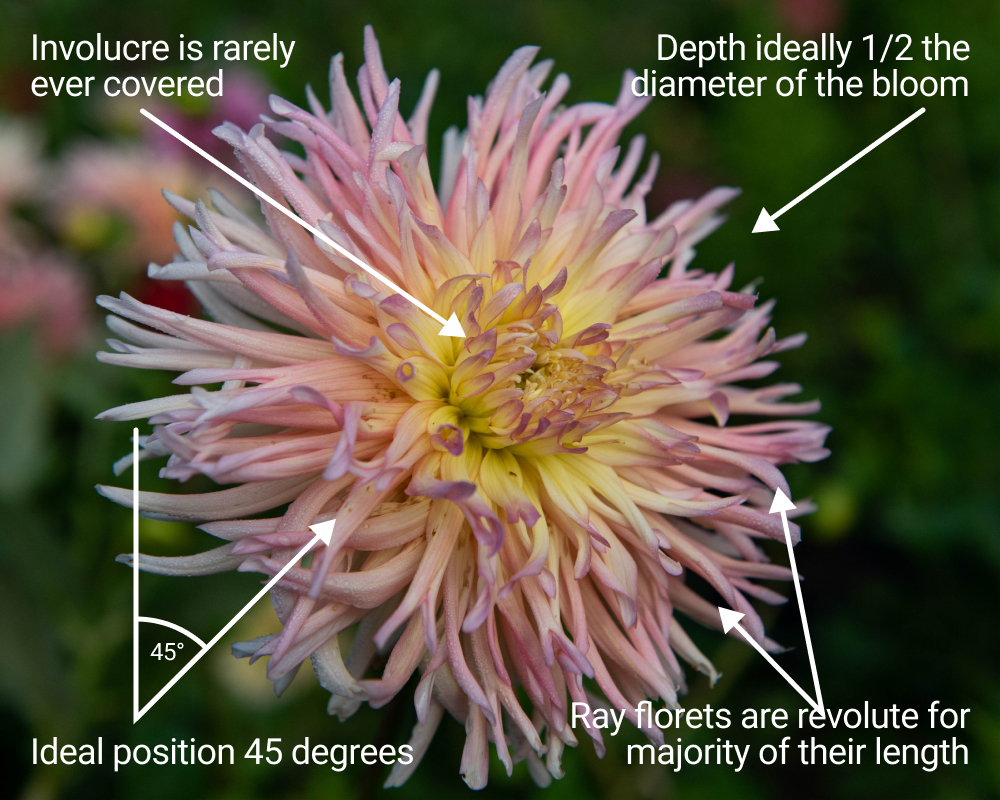 Involucre is rarely
ever covered
Depth ideally 1/2 the
diameter of the bloom
45°
Ideal position 45 degrees
Ray florets are revolute for
majority of their length